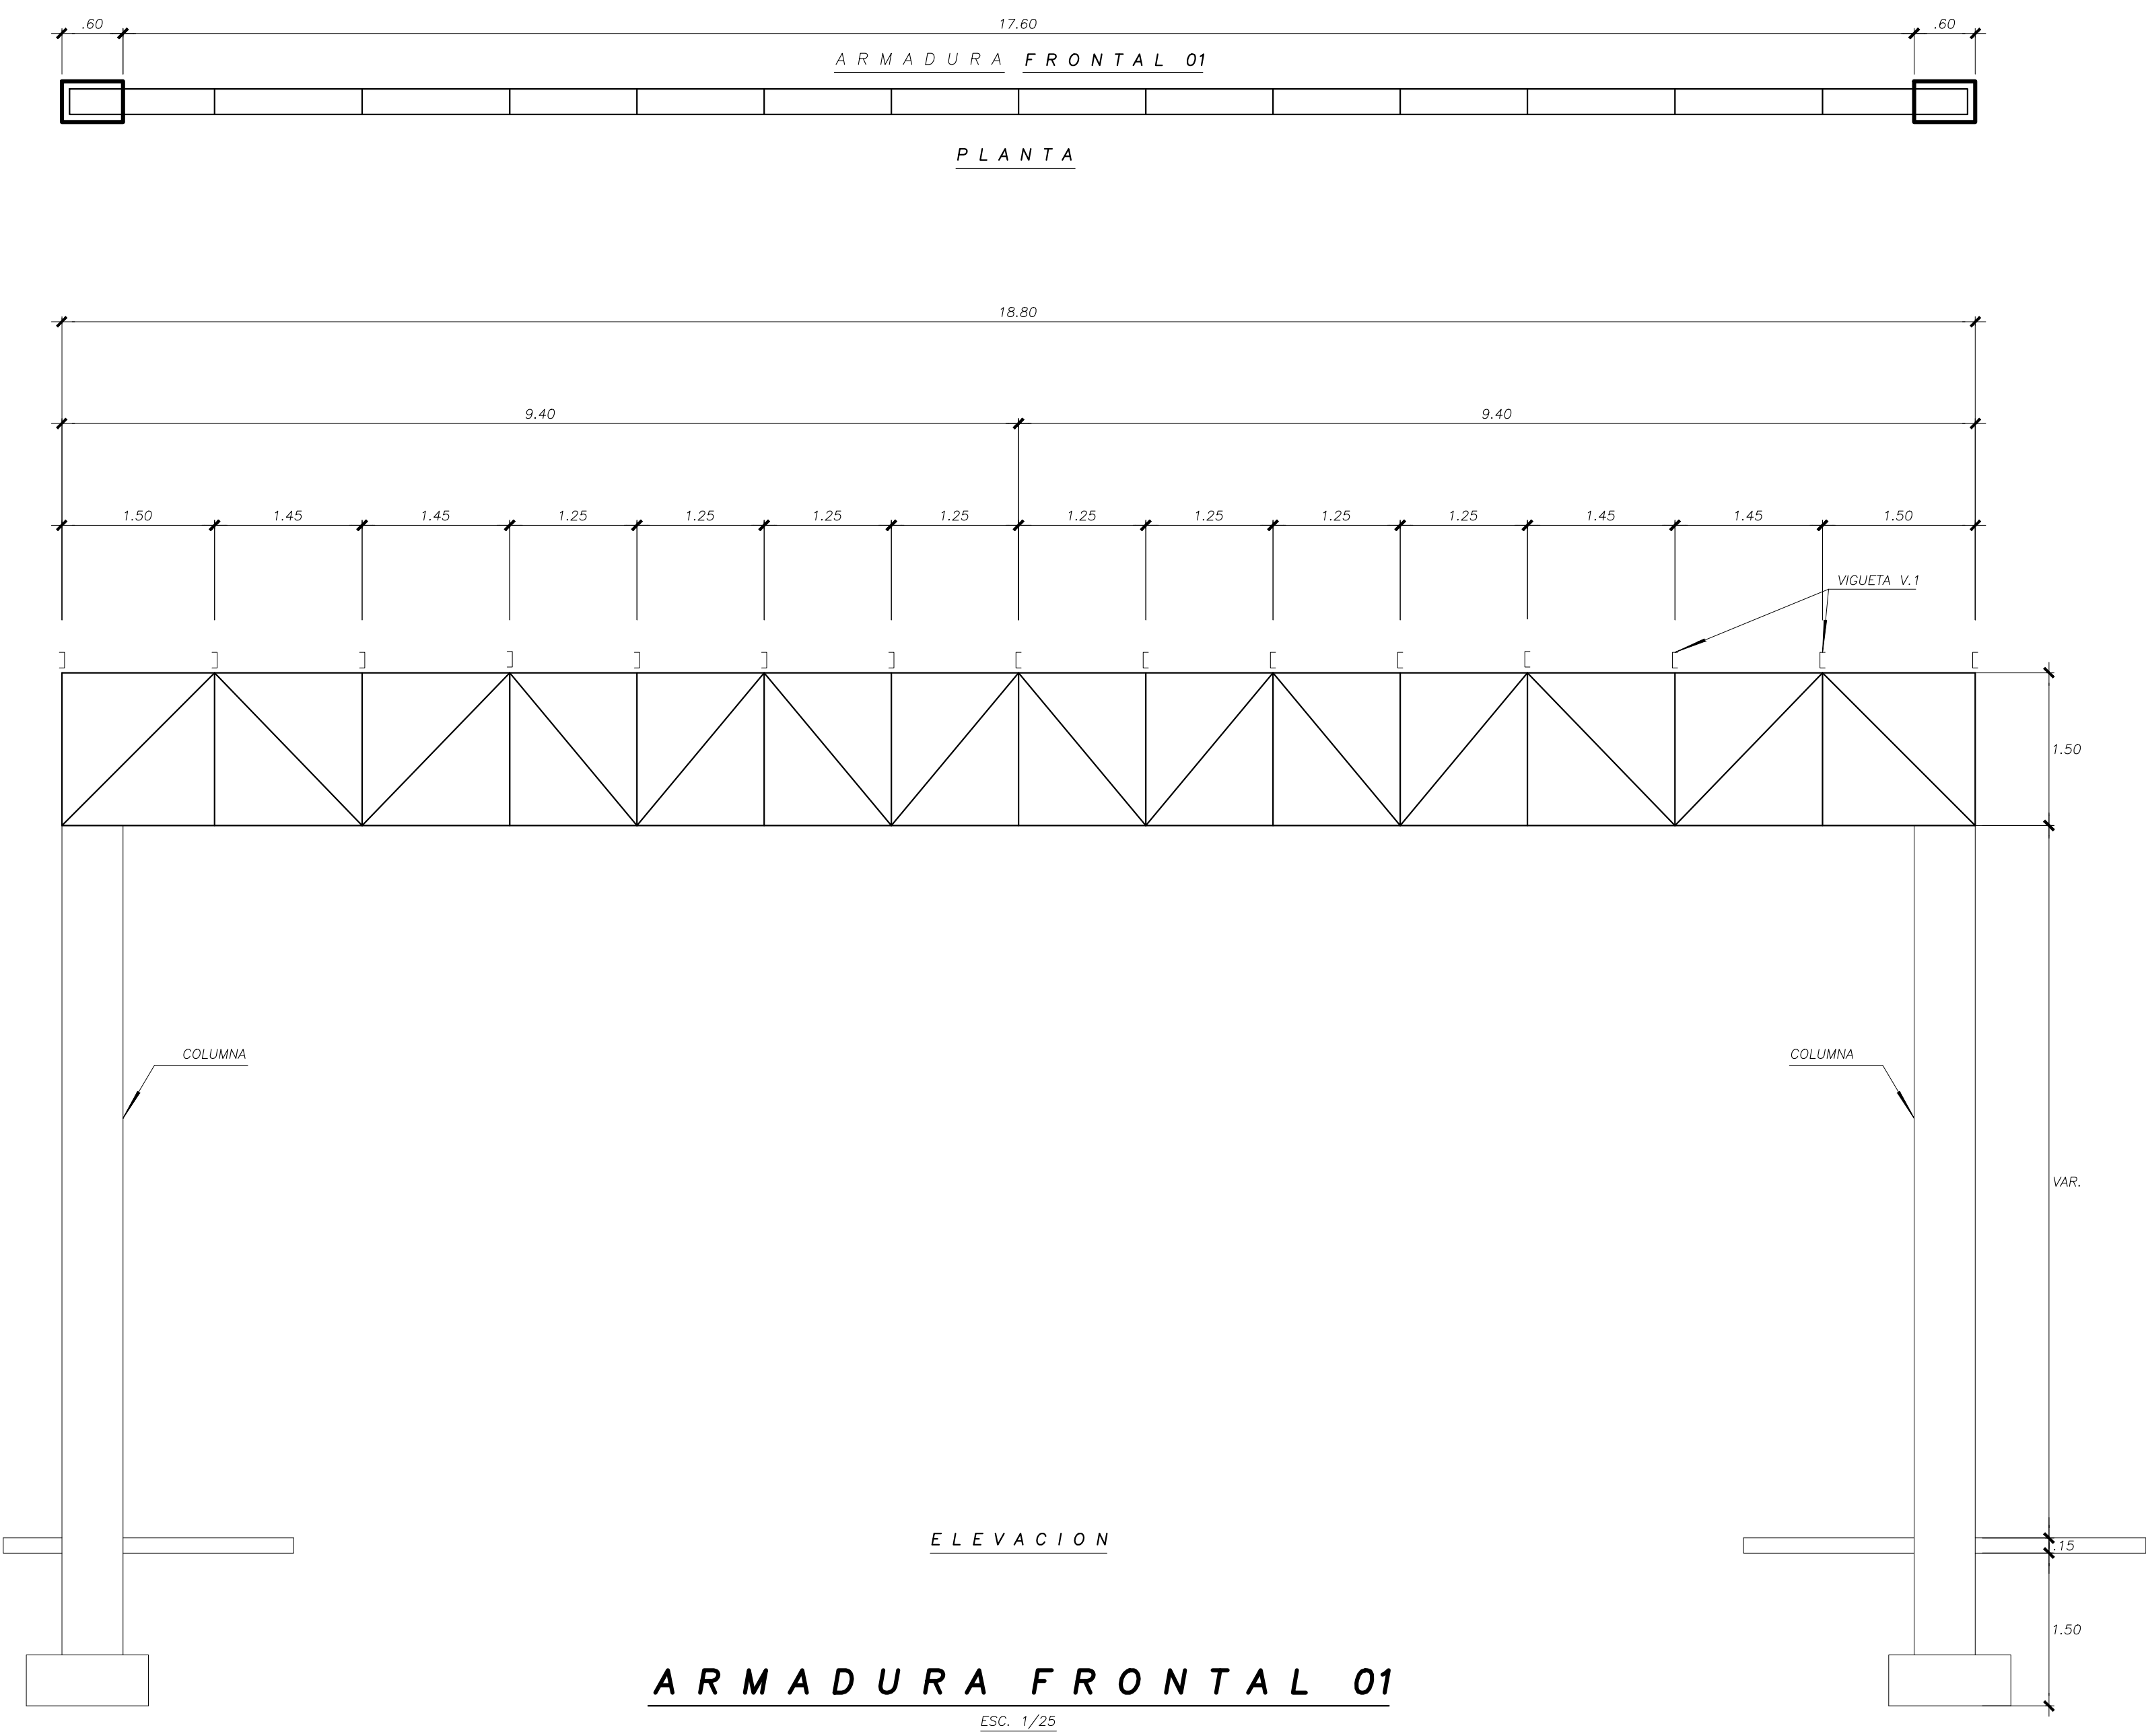 .60 17.60 .60
ARMADURA FRONTAL 01
PLANTA
18.80
9.40 9.40
1.50 1.45 1.45 1.25 1.25 1.25 1.25 1.25 1.25 1.25 1.25 1.45 1.45 1.50
VIGUETA V.1
1.50
COLUMNA COLUMNA
VAR.
ELEVACION
.15
1.50
ARMADURA FRONTAL 01
ESC. 1/25